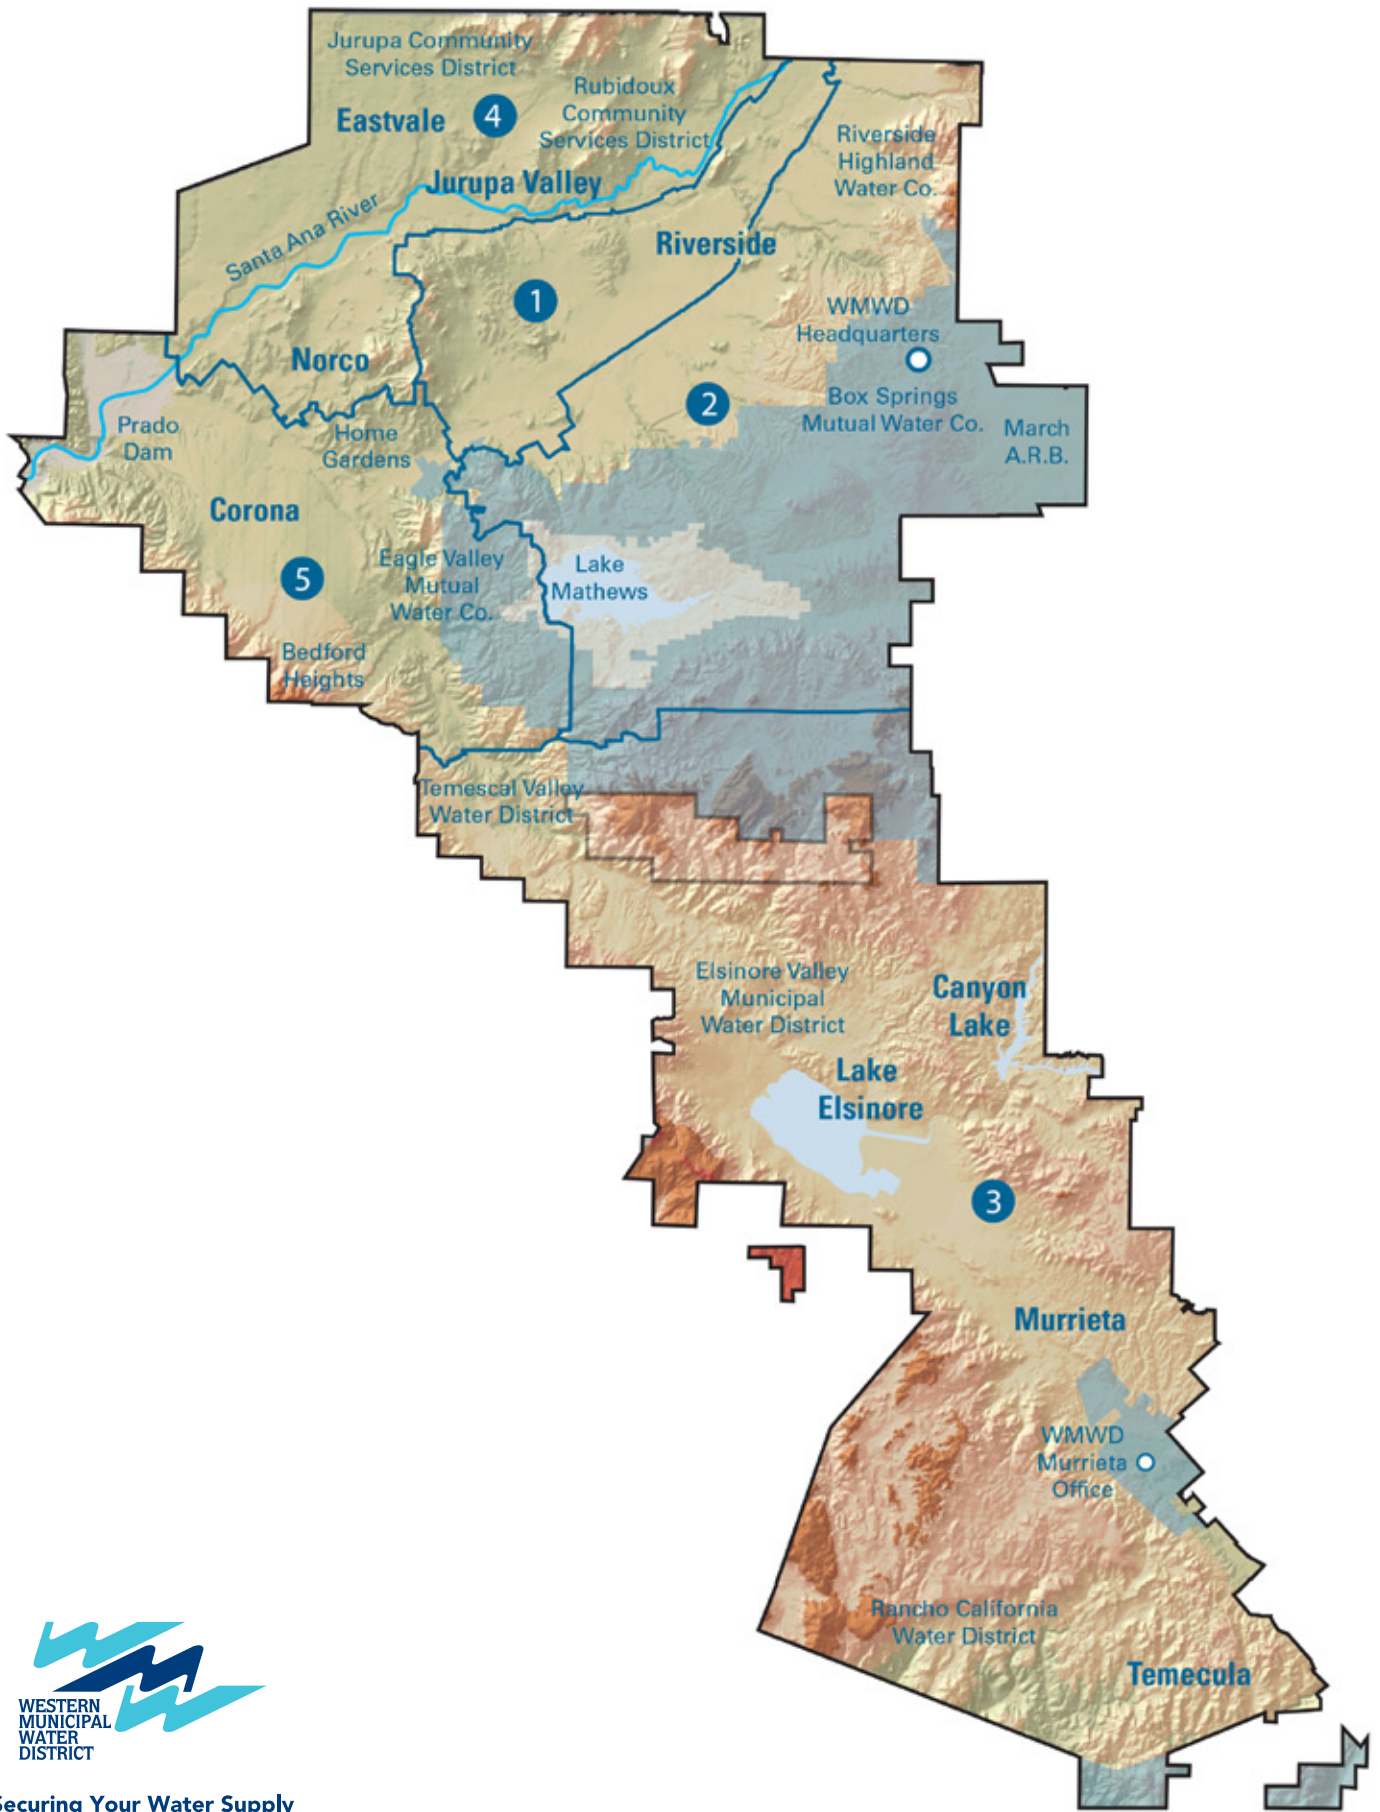 Jurupa Community
Services District
Rubidoux
Community
Services District
Eastvale
4
Jurupa Valley
Riverside
Highland
Water Co.
Santa Ana River
Riverside
1
WMWD
Headquarters
Norco
2
Box Springs
Mutual Water Co.
March
A.R.B.
Prado
Dam
Home
Gardens
Corona
5
Eagle Valley
Mutual
Water Co.
Lake
Mathews
Bedford
Heights
Temescal Valley
Water District
Elsinore Valley
Municipal
Water District
Canyon
Lake
Lake
Elsinore
3
Murrieta
WMWD
Murrieta
Office
Rancho California
Water District
Temecula
WESTERN
MUNICIPAL
WATER
DISTRICT
Securing Your Water Supply